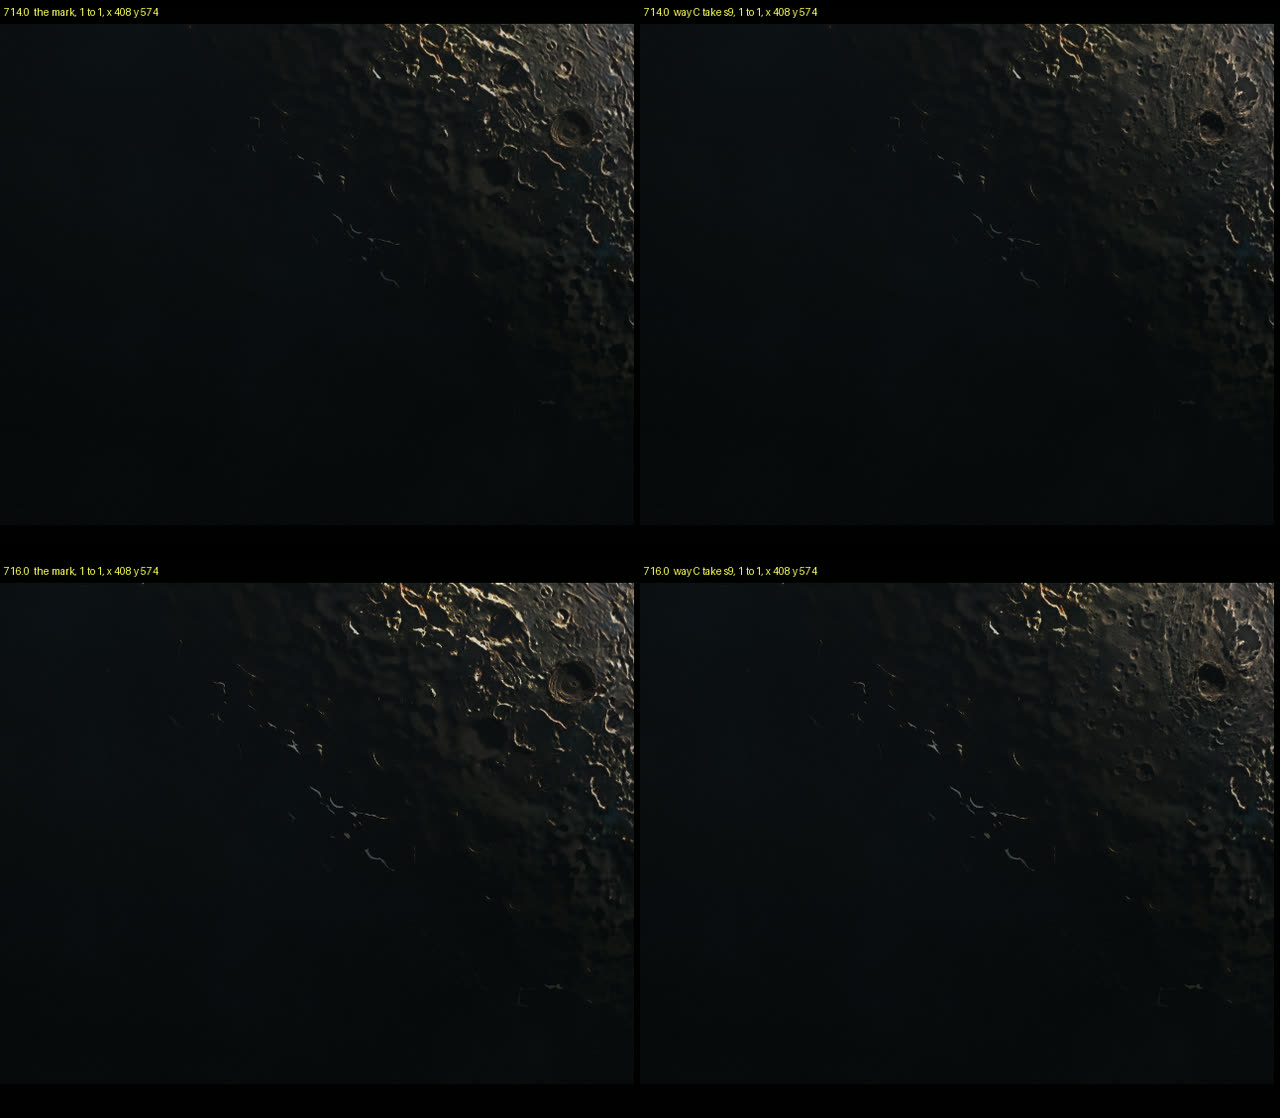 714.0 the mark, 1 to 1, x 408 y 574
714.0 way C take s9, 1 to 1, x 408 y 574
716.0 the mark, 1 to 1, x 408 y 574
716.0 way C take s9, 1 to 1, x 408 y 574